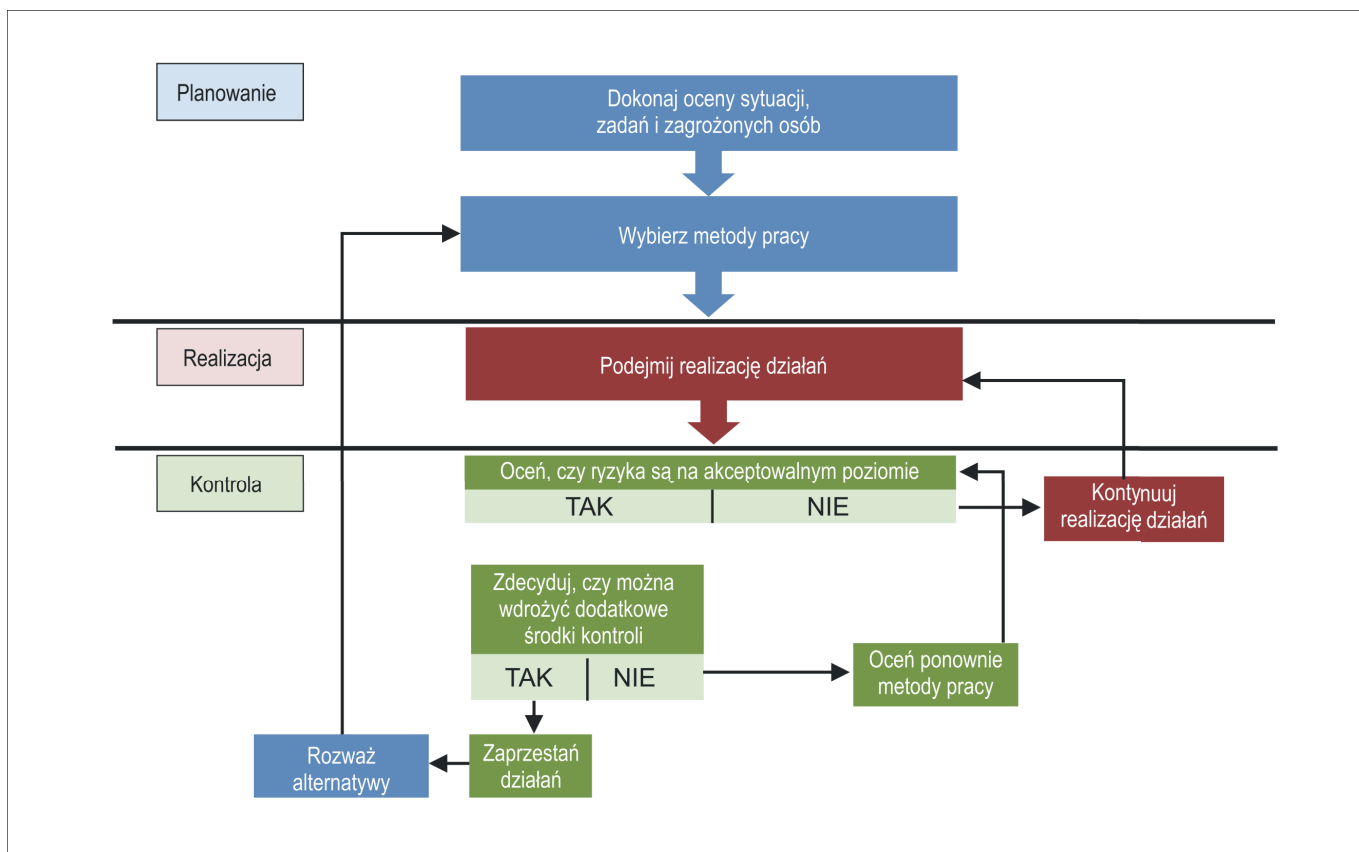 Planowanie
Dokonaj oceny sytuacji,
zadań i zagrożonych osób
Wybierz metody pracy
Realizacja
Podejmij realizację działań
Kontrola
Oceń, czy ryzyka są na akceptowalnym poziomie
TAK
NIE
Kontynuuj
realizację działań
Zdecyduj, czy można
wdrożyć dodatkowe
środki kontroli
TAK
NIE
Oceń ponownie
metody pracy
Rozważ
alternatywy
Zaprzestań
działań